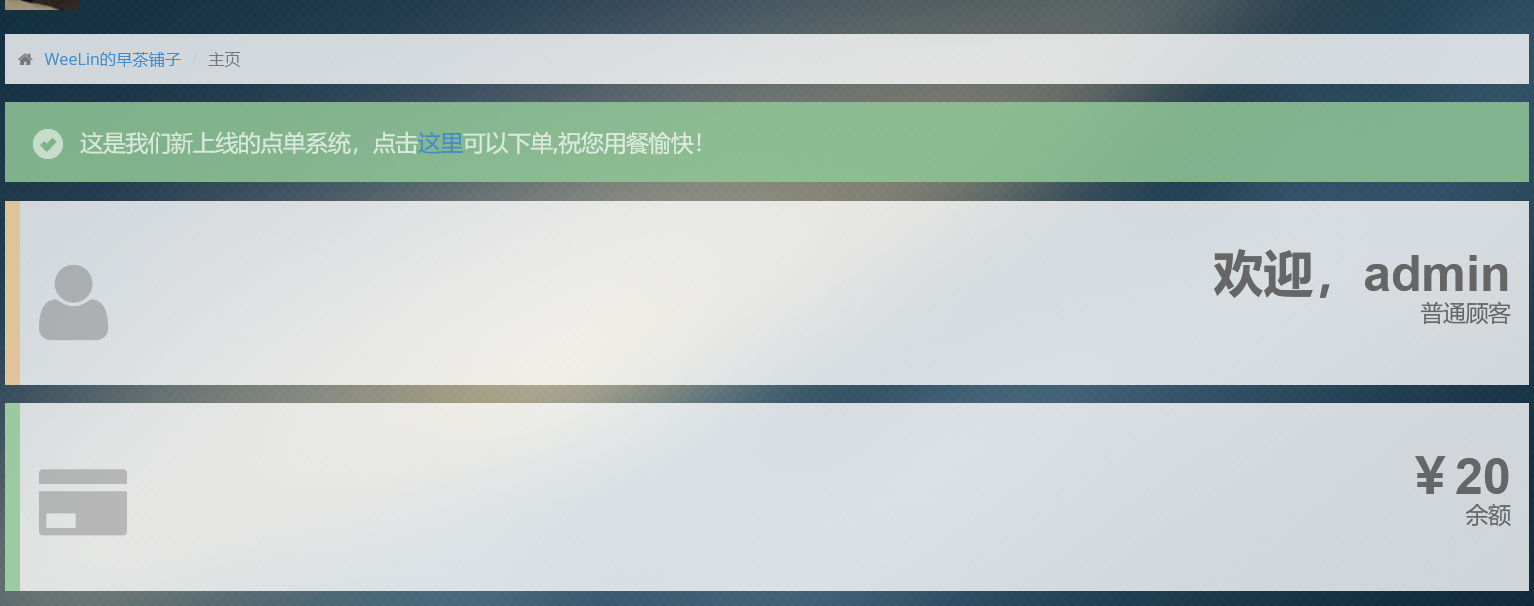 WeeLin的早茶铺子 / 主页
这是我们新上线的点单系统，点击这里可以下单,祝您用餐愉快！
欢迎，admin
普通顾客
￥20
余额